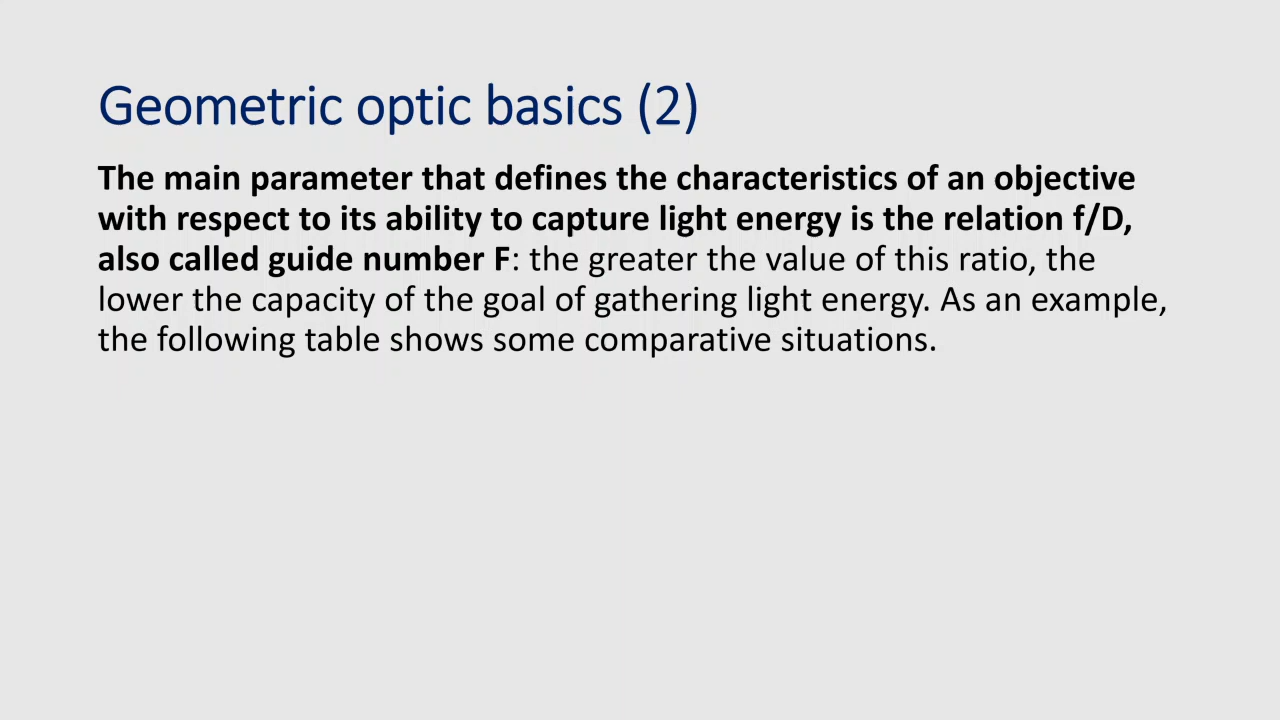 Geometric optic basics (2)
The main parameter that defines the characteristics of an objective
with respect to its ability to capture light energy is the relation f/D,
also called guide number F: the greater the value of this ratio, the
lower the capacity of the goal of gathering light energy. As an example,
the following table shows some comparative situations.